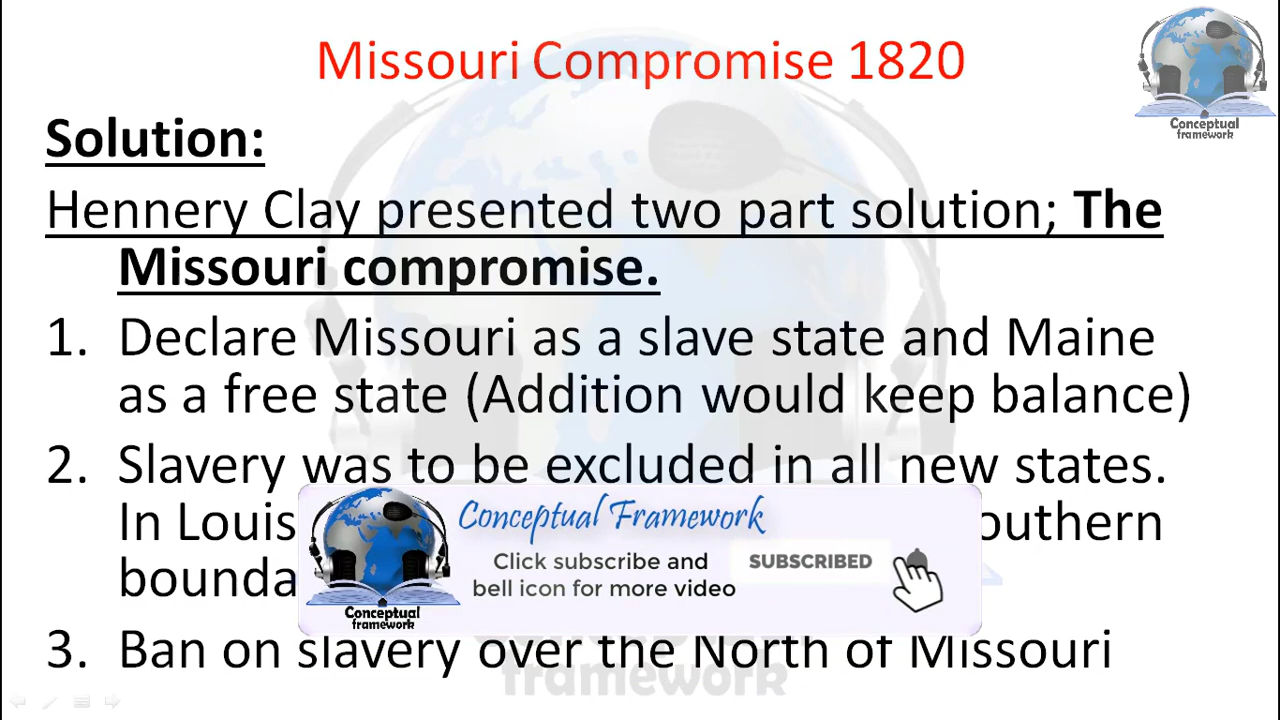 Missouri Compromise 1820
Conceptual
framework
Solution:
Hennery Clay presented two part solution; The
Missouri compromise.
1. Declare Missouri as a slave state and Maine
as a free state (Addition would keep balance)
2. Slavery was to be excluded in all new states.
In Louis
bounda
3. Ban on slavery over the North of Missouri
Conceptual Framework
Click subscribe and
bell icon for more video
SUBSCRIBED
Conceptual
framework
framework